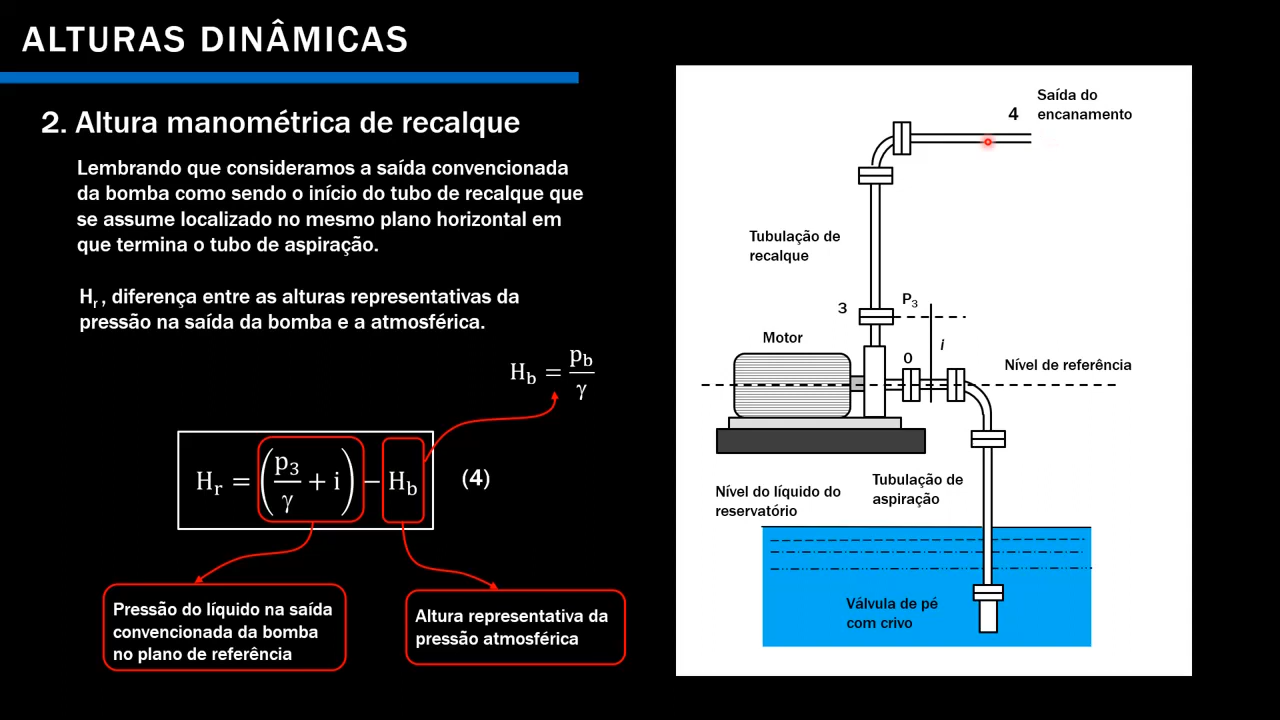 ALTURAS DINÂMICAS
2. Altura manométrica de recalque
Lembrando que consideramos a saída convencionada
da bomba como sendo o início do tubo de recalque que
se assume localizado no mesmo plano horizontal em
que termina o tubo de aspiração.
Hr , diferença entre as alturas representativas da
pressão na saída da bomba e a atmosférica.
Hb = pb/γ
Hr = (p3/γ + i) − Hb
(4)
Pressão do líquido na saída
convencionada da bomba
no plano de referência
Altura representativa da
pressão atmosférica
Saída do
encanamento
4
Tubulação de
recalque
3
P3
Motor
0
i
Nível de referência
Nível do líquido do
reservatório
Tubulação de
aspiração
Válvula de pé
com crivo